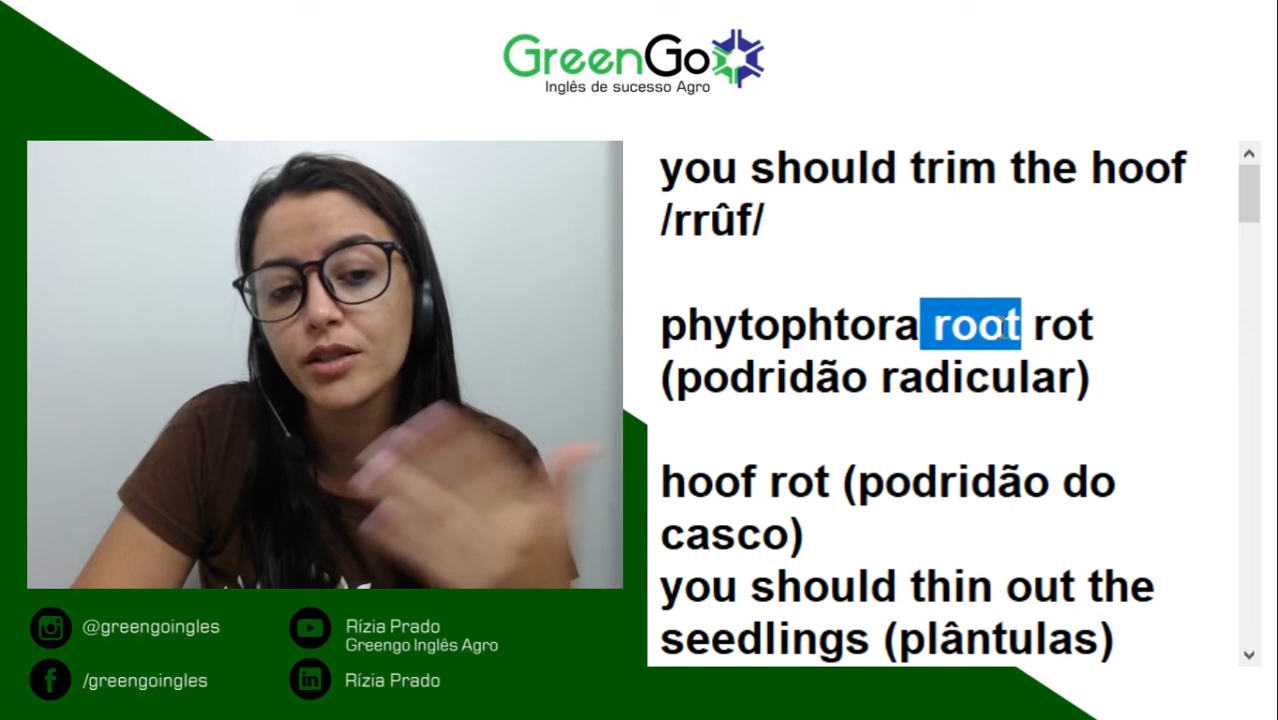 GreenGo
Inglês de sucesso Agro
you should trim the hoof
/rrûf/
phytophtora root rot
(podridão radicular)
hoof rot (podridão do
casco)
you should thin out the
seedlings (plântulas)
@greengoingles
Rízia Prado
Greengo Inglês Agro
/greengoingles
Rízia Prado